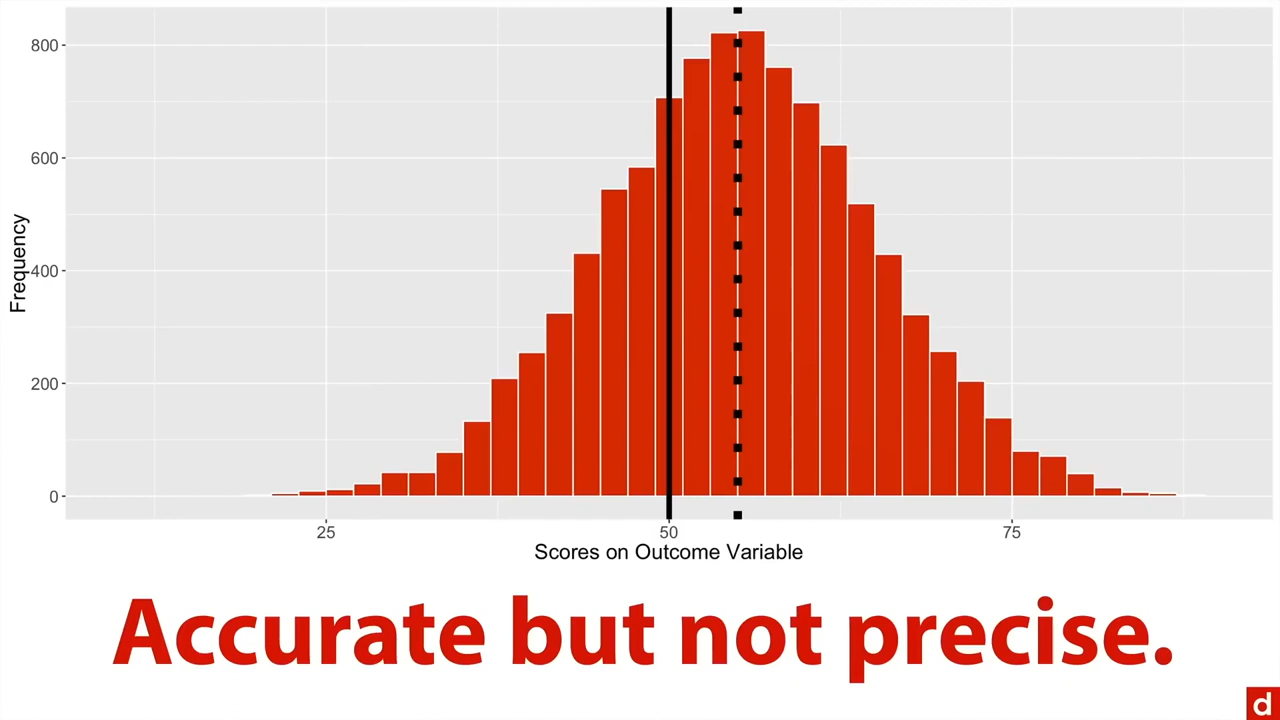 800
600
400
200
0
Frequency
25 50 75
Scores on Outcome Variable
Accurate but not precise.
d